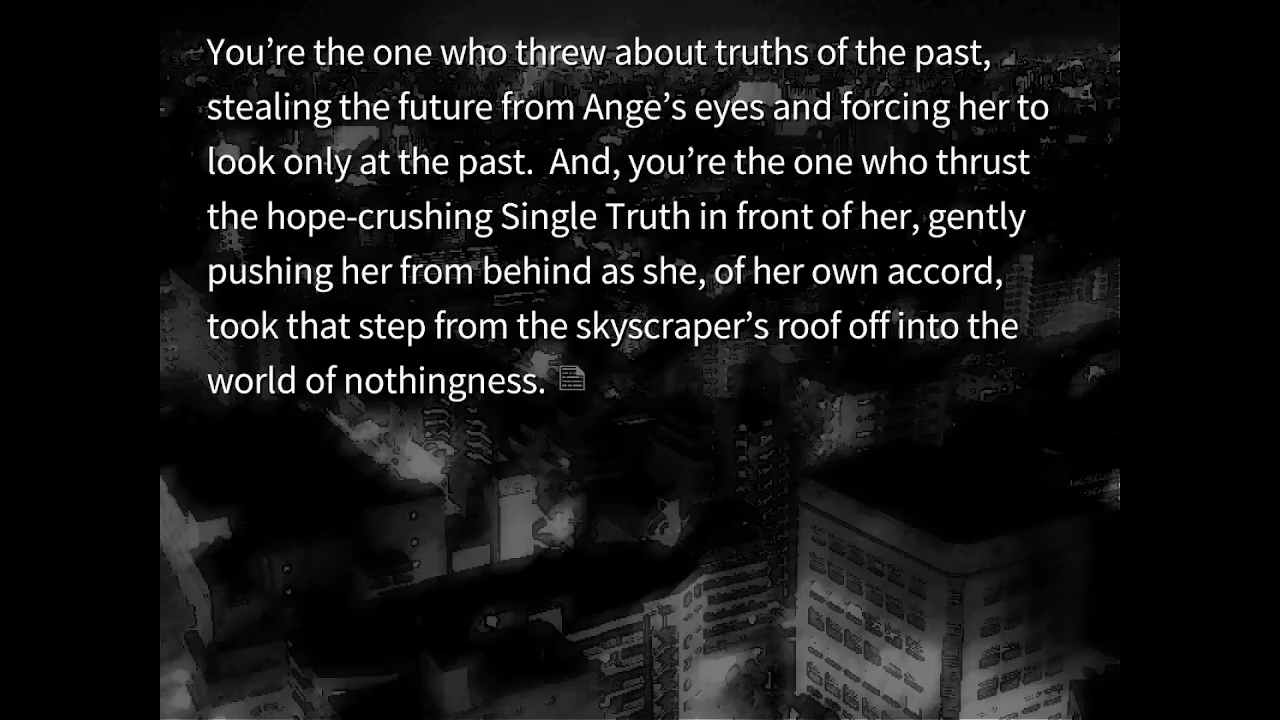 You’re the one who threw about truths of the past,
stealing the future from Ange’s eyes and forcing her to
look only at the past.  And, you’re the one who thrust
the hope-crushing Single Truth in front of her, gently
pushing her from behind as she, of her own accord,
took that step from the skyscraper’s roof off into the
world of nothingness.